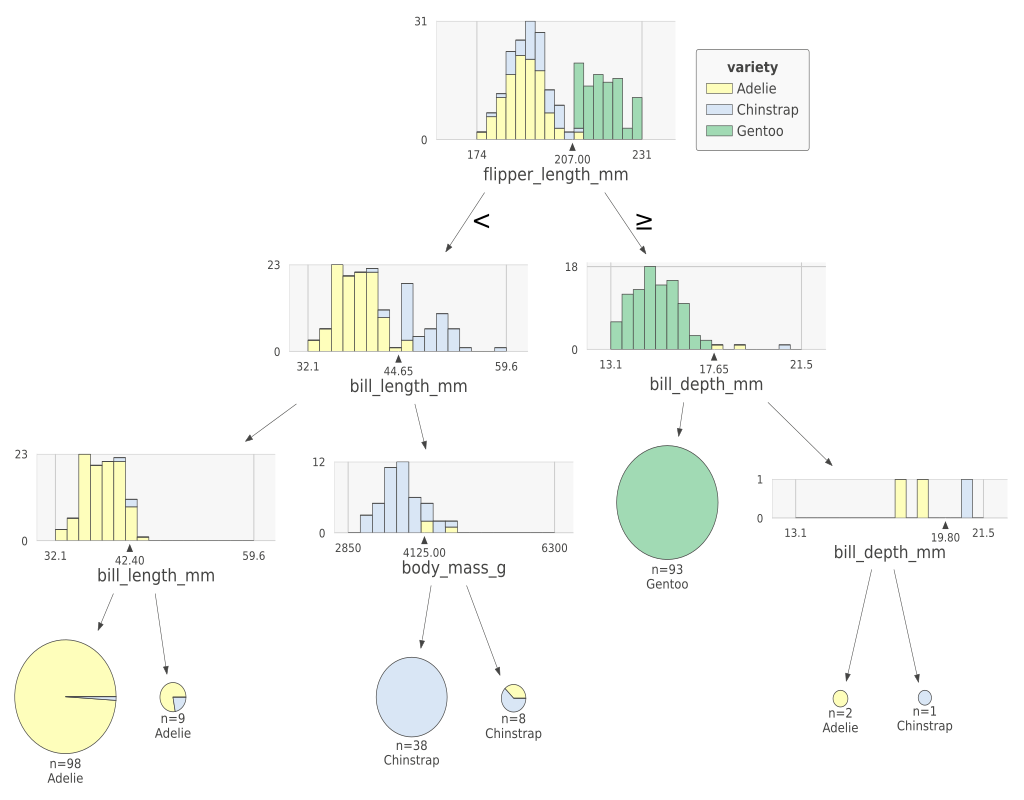 31
0
174
207.00
231
flipper_length_mm
variety
Adelie
Chinstrap
Gentoo
<
≥
23
0
32.1
44.65
59.6
bill_length_mm
18
0
13.1
17.65
21.5
bill_depth_mm
23
0
32.1
42.40
59.6
bill_length_mm
12
0
2850
4125.00
6300
body_mass_g
n=93
Gentoo
1
0
13.1
19.80
21.5
bill_depth_mm
n=98
Adelie
n=9
Adelie
n=38
Chinstrap
n=8
Chinstrap
n=2
Adelie
n=1
Chinstrap